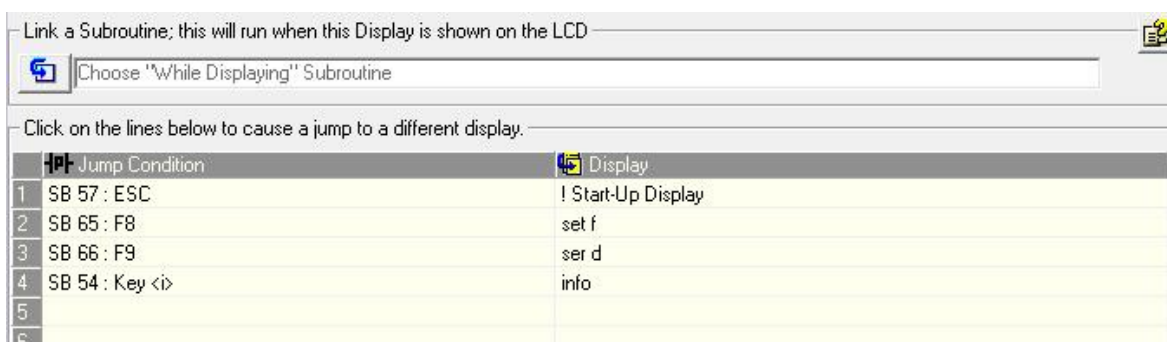 Link a Subroutine; this will run when this Display is shown on the LCD
Choose "While Displaying" Subroutine
Click on the lines below to cause a jump to a different display.
Jump Condition Display
1 SB 57 : ESC ! Start-Up Display
2 SB 65 : F8 set f
3 SB 66 : F9 ser d
4 SB 54 : Key <i> info
5
6